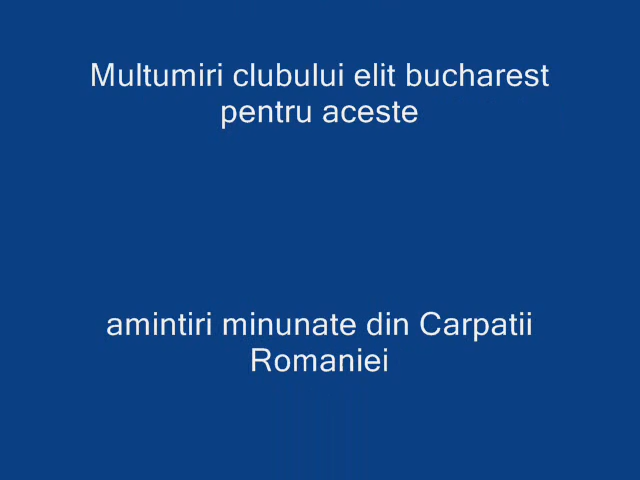 Multumiri clubului elit bucharest
pentru aceste
amintiri minunate din Carpatii
Romaniei